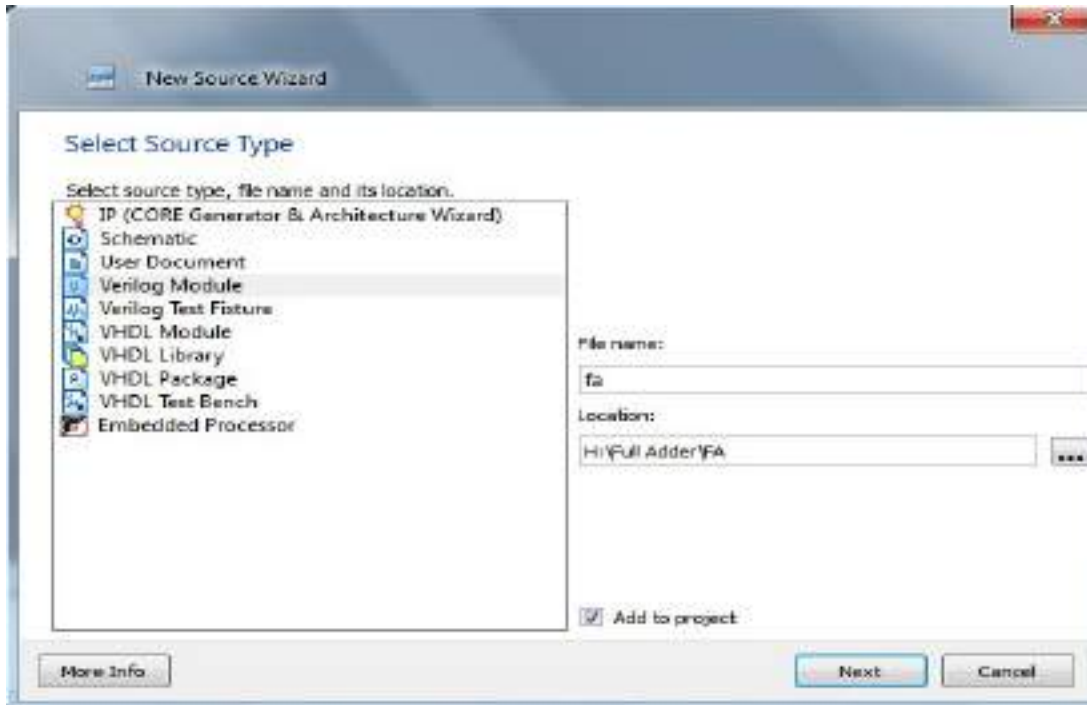 New Source Wizard
Select Source Type
Select source type, file name and its location.
IP (CORE Generator & Architecture Wizard)
Schematic
User Document
Verilog Module
Verilog Test Fixture
VHDL Module
VHDL Library
VHDL Package
VHDL Test Bench
Embedded Processor
File name:
fa
Location:
H:\Full Adder\FA
...
Add to project
More Info
Next
Cancel